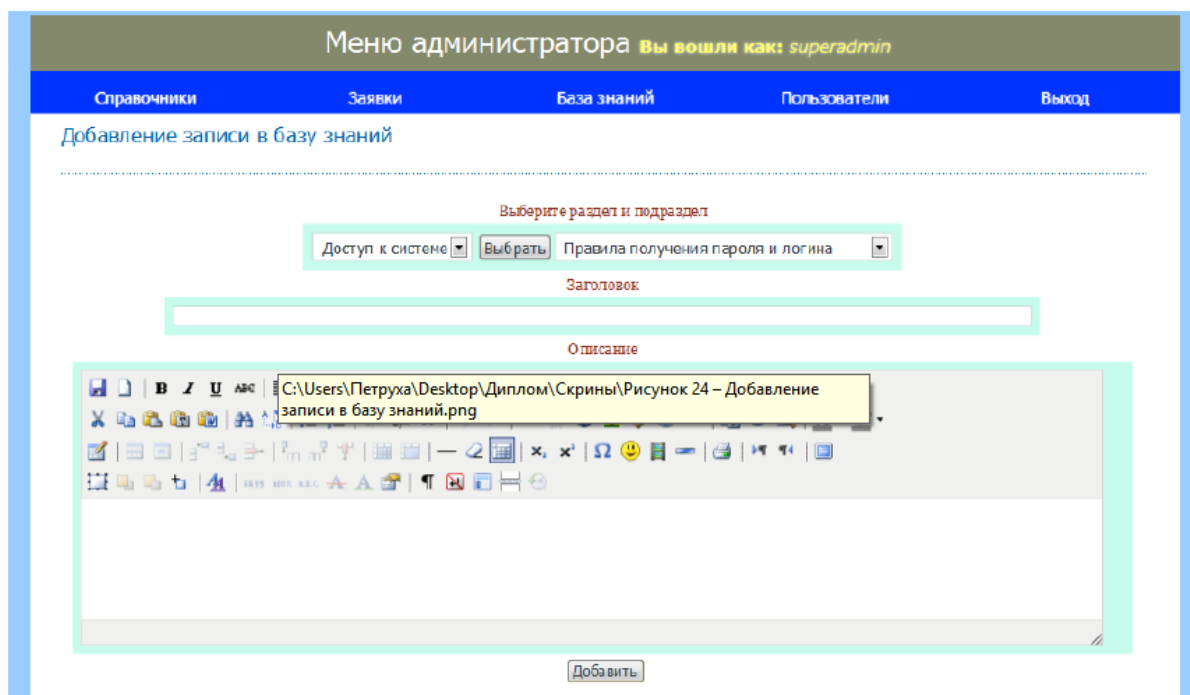 Меню администратора Вы вошли как: superadmin
Справочники Заявки База знаний Пользователи Выход
Добавление записи в базу знаний
Выберите раздел и подраздел
Доступ к системе Выбрать Правила получения пароля и логина
Заголовок
Описание
B I U ABC
C:\Users\Петруха\Desktop\Диплом\Скрины\Рисунок 24 – Добавление
записи в базу знаний.png
Добавить